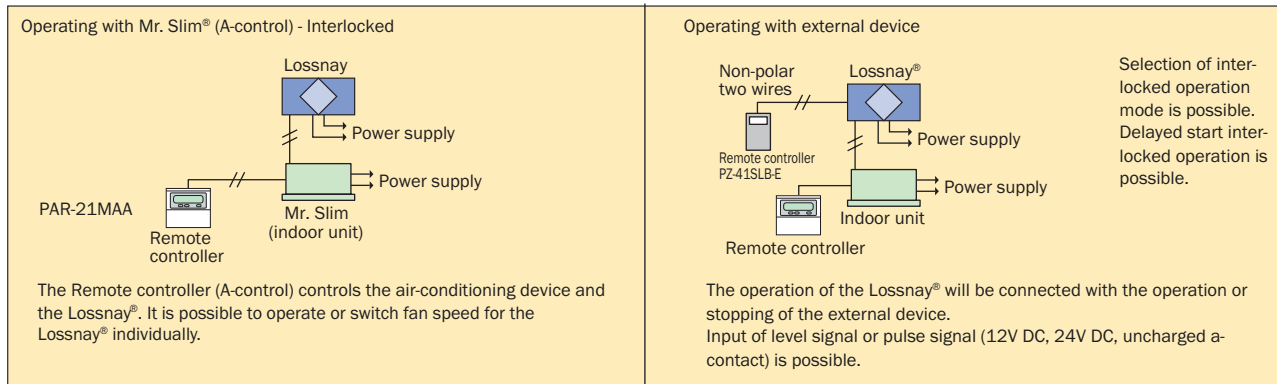 Operating with Mr. Slim® (A-control) - Interlocked
Lossnay
Power supply
Power supply
PAR-21MAA
Mr. Slim
(indoor unit)
Remote
controller
The Remote controller (A-control) controls the air-conditioning device and
the Lossnay®. It is possible to operate or switch fan speed for the
Lossnay® individually.
Operating with external device
Non-polar
two wires
Lossnay®
Power supply
Remote controller
PZ-41SLB-E
Power supply
Indoor unit
Remote controller
Selection of inter-
locked operation
mode is possible.
Delayed start inter-
locked operation is
possible.
The operation of the Lossnay® will be connected with the operation or
stopping of the external device.
Input of level signal or pulse signal (12V DC, 24V DC, uncharged a-
contact) is possible.